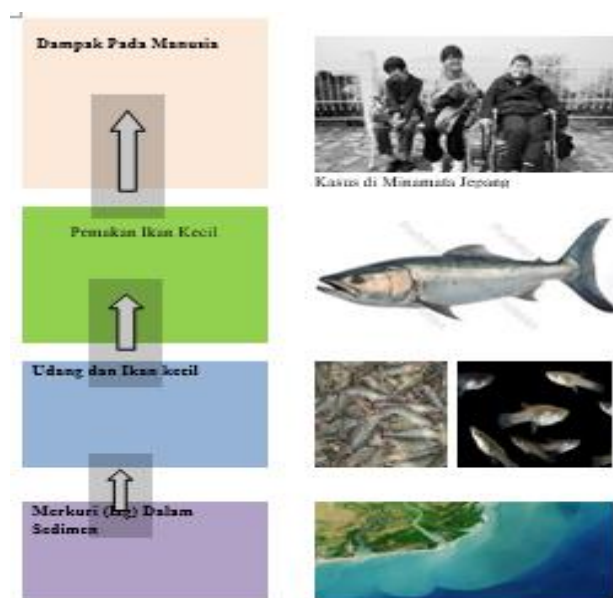 Dampak Pada Manusia
Kasus di Minamata Jepang
Pemakan Ikan Kecil
Udang dan Ikan kecil
Merkuri (Hg) Dalam
Sedimen